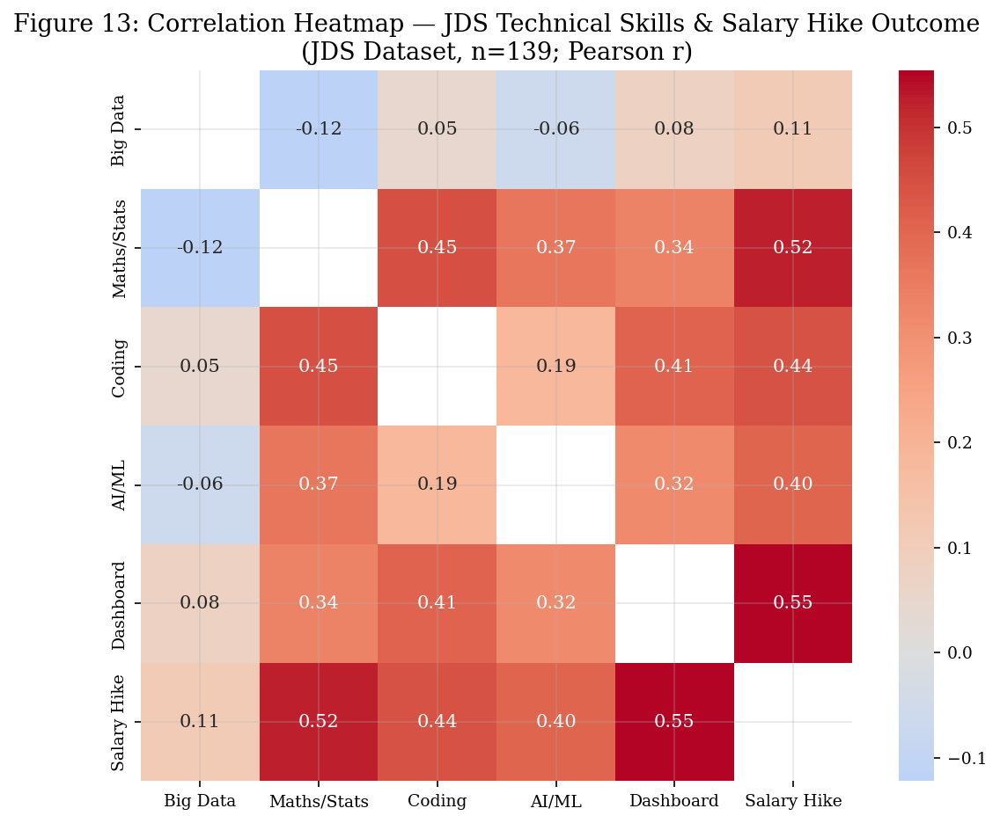 Figure 13: Correlation Heatmap — JDS Technical Skills & Salary Hike Outcome
(JDS Dataset, n=139; Pearson r)
Big Data
-0.12
0.05
-0.06
0.08
0.11
Maths/Stats
-0.12
0.45
0.37
0.34
0.52
Coding
0.05
0.45
0.19
0.41
0.44
AI/ML
-0.06
0.37
0.19
0.32
0.40
Dashboard
0.08
0.34
0.41
0.32
0.55
Salary Hike
0.11
0.52
0.44
0.40
0.55
Big Data
Maths/Stats
Coding
AI/ML
Dashboard
Salary Hike
0.5
0.4
0.3
0.2
0.1
0.0
−0.1